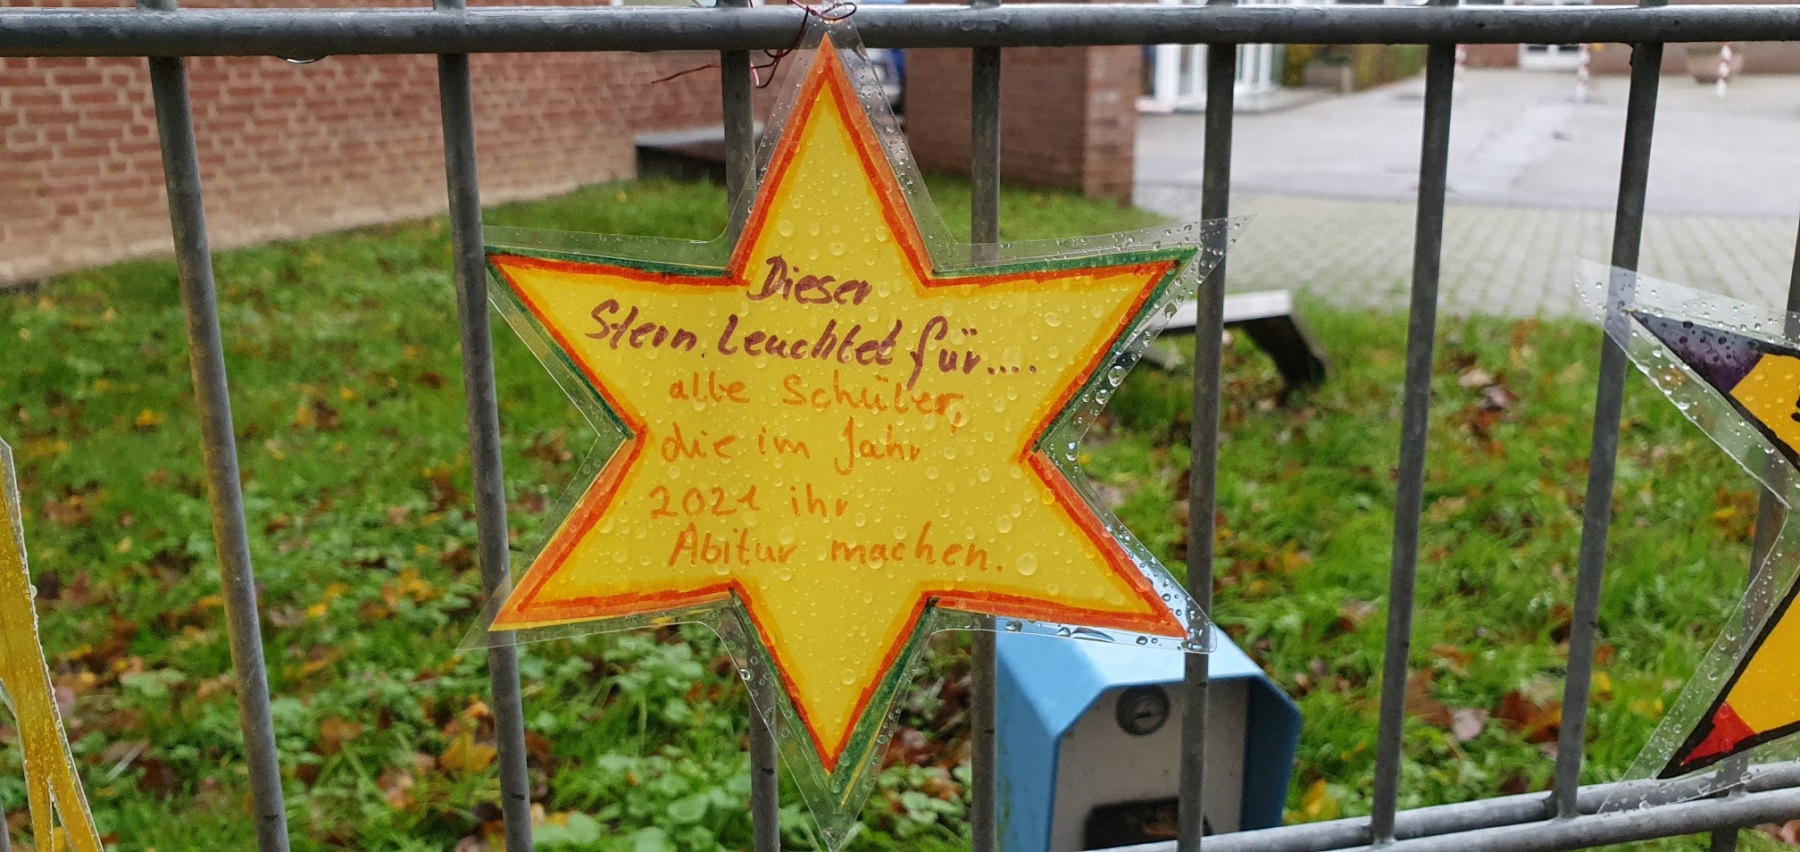 Dieser
Stern Leuchtet für....
alle Schüler,
die im Jahr
2021 ihr
Abitur machen.